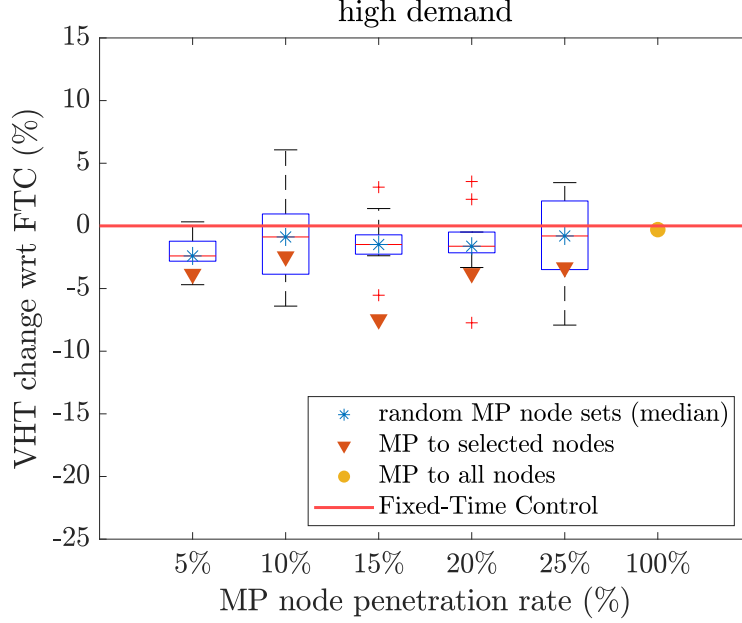 high demand
15
10
5
0
-5
-10
-15
-20
-25
VHT change wrt FTC (%)
random MP node sets (median)
MP to selected nodes
MP to all nodes
Fixed-Time Control
5% 10% 15% 20% 25% 100%
MP node penetration rate (%)